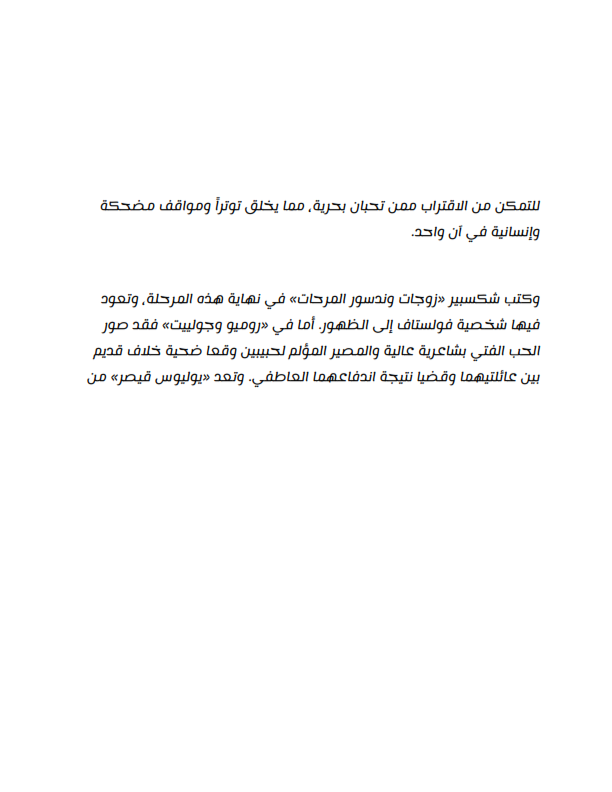 للتمكن من الاقتراب ممن تحبان بحرية، مما يخلق توتراً ومواقف مضحكة
وإنسانية في آن واحد.
وكتب شكسبير «زوجات وندسور المرحات» في نهاية هذه المرحلة، وتعود
فيها شخصية فولستاف إلى الظهور. أما في «روميو وجولييت» فقد صور
الحب الفتي بشاعرية عالية والمصير المؤلم لحبيبين وقعا ضحية خلاف قديم
بين عائلتيهما وقضيا نتيجة اندفاعهما العاطفي. وتعد «يوليوس قيصر» من